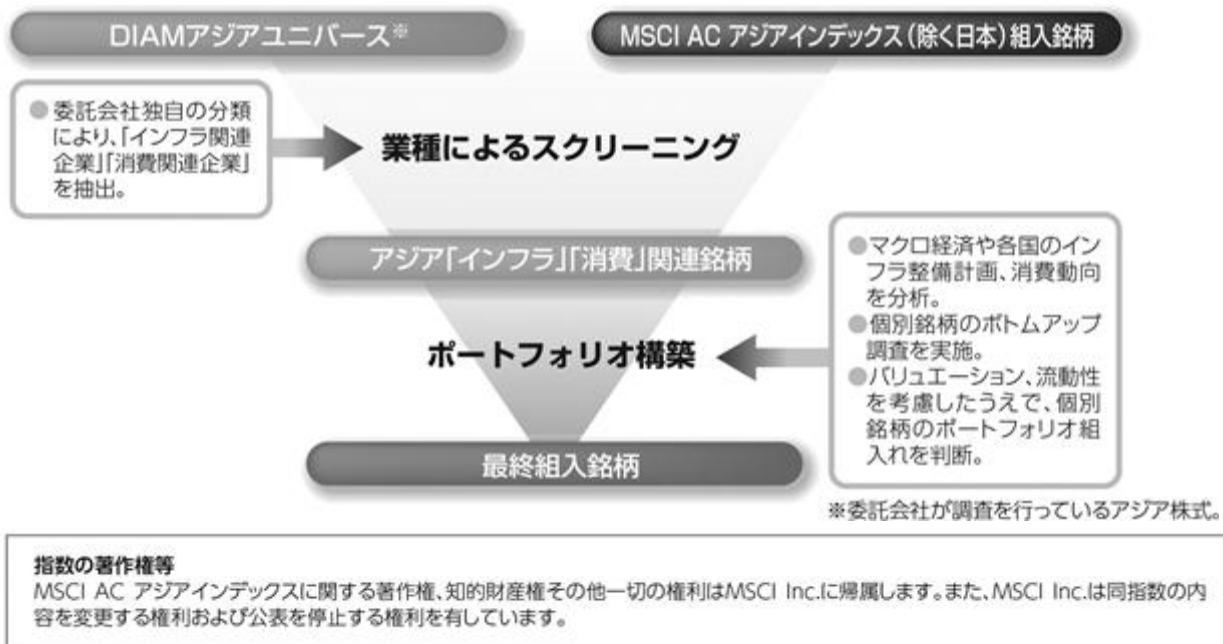 DIAMアジアユニバース※
MSCI AC アジアインデックス(除く日本)組入銘柄
●委託会社独自の分類
により、「インフラ関連
企業」「消費関連企業」
を抽出。
業種によるスクリーニング
アジア「インフラ」「消費」関連銘柄
●マクロ経済や各国のイン
フラ整備計画、消費動向
を分析。
●個別銘柄のボトムアップ
調査を実施。
●バリュエーション、流動性
を考慮したうえで、個別
銘柄のポートフォリオ組
入れを判断。
ポートフォリオ構築
最終組入銘柄
※委託会社が調査を行っているアジア株式。
指数の著作権等
MSCI AC アジアインデックスに関する著作権、知的財産権その他一切の権利はMSCI Inc.に帰属します。また、MSCI Inc.は同指数の内
容を変更する権利および公表を停止する権利を有しています。